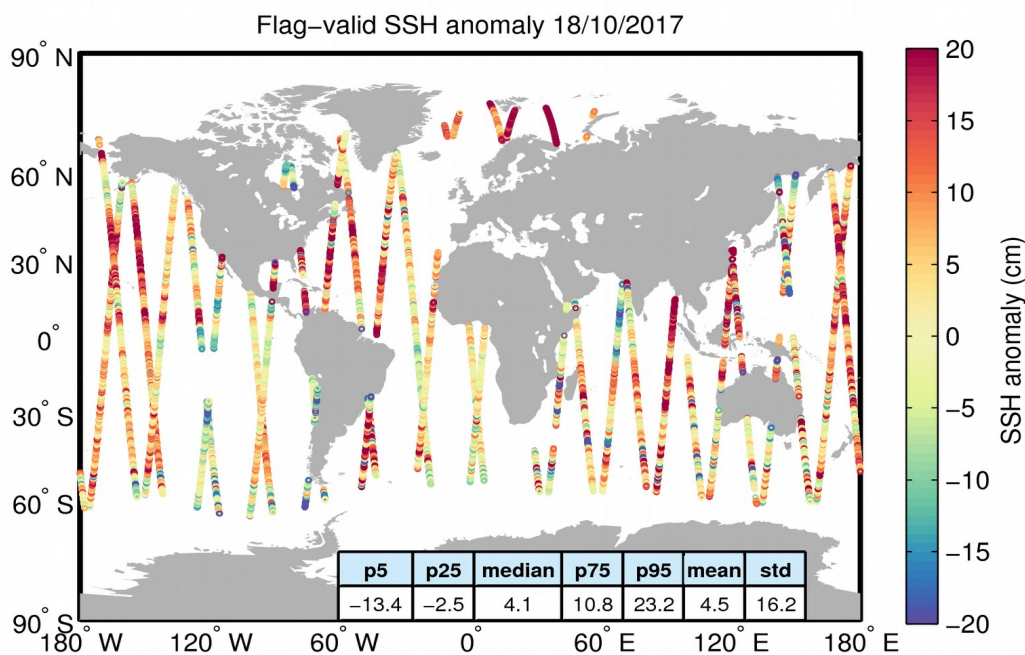 Flag−valid SSH anomaly 18/10/2017
90° N
60° N
30° N
0°
30° S
60° S
90° S
180° W
120° W
60° W
0°
60° E
120° E
180° E
p5 p25 median p75 p95 mean std
−13.4 −2.5 4.1 10.8 23.2 4.5 16.2
20
15
10
5
0
−5
−10
−15
−20
SSH anomaly (cm)